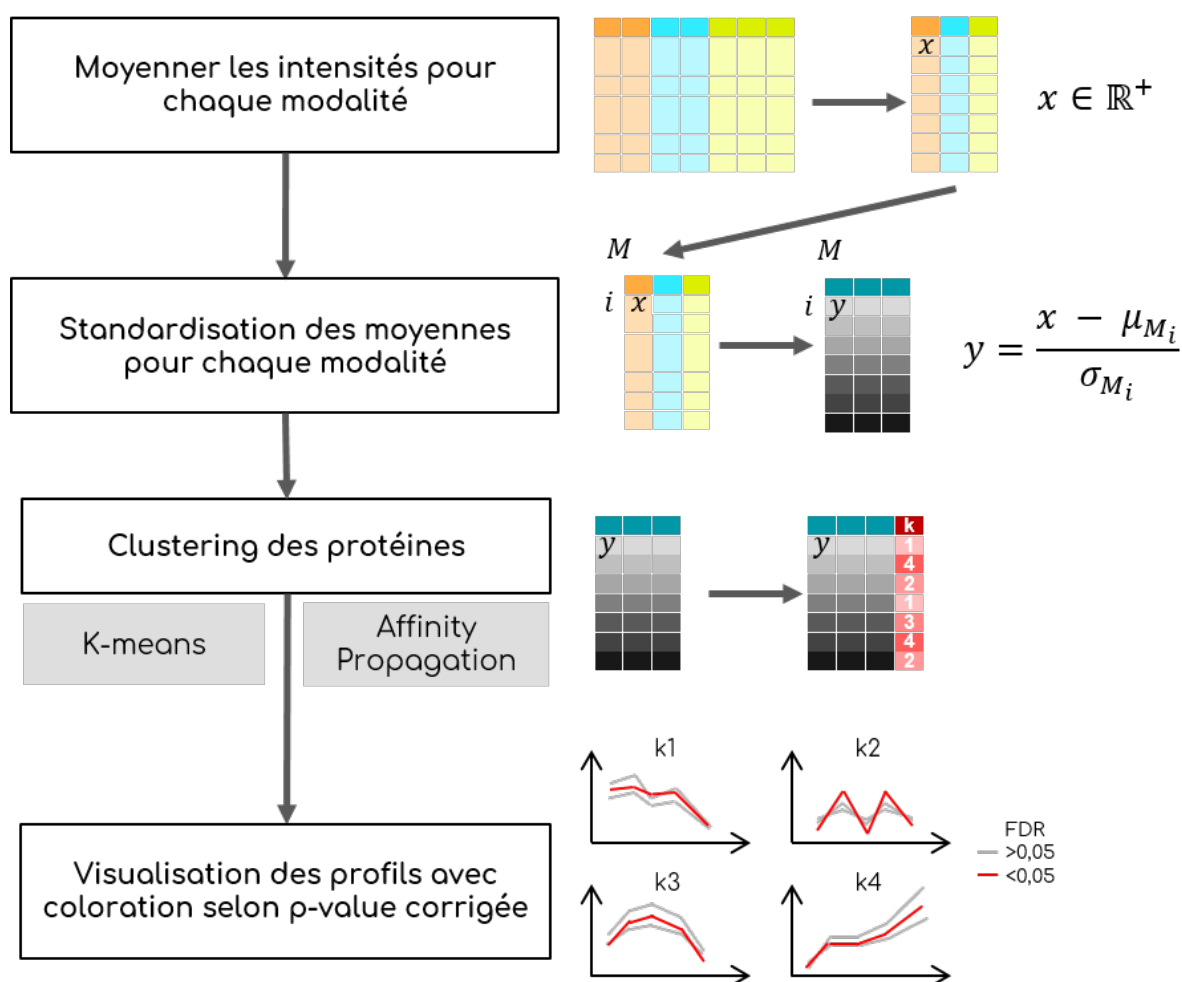 Moyenner les intensités pour
chaque modalité
x
x ∈ ℝ⁺
M
M
i
x
i
y
Standardisation des moyennes
pour chaque modalité
y = (x − μ_{M_i}) / σ_{M_i}
Clustering des protéines
y
y
k
1
4
2
1
3
4
2
K-means
Affinity
Propagation
k1
k2
FDR
>0,05
<0,05
k3
k4
Visualisation des profils avec
coloration selon p-value corrigée